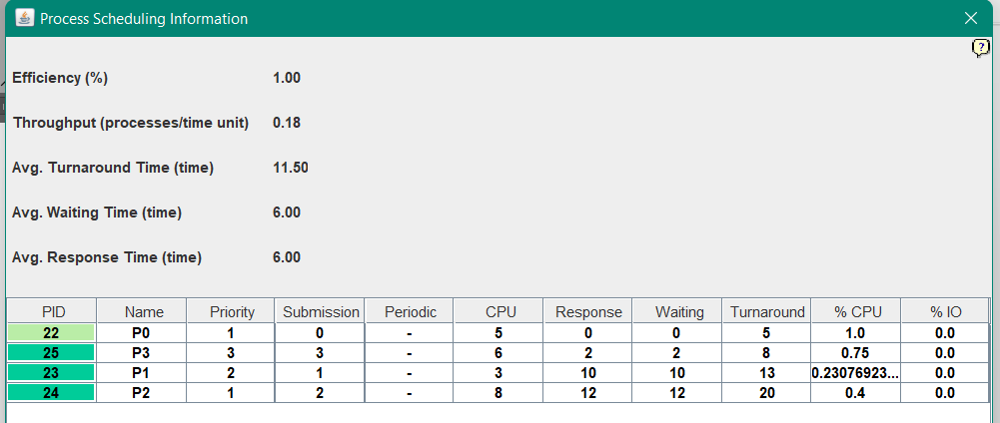 Process Scheduling Information
?
Efficiency (%) 1.00
Throughput (processes/time unit) 0.18
Avg. Turnaround Time (time) 11.50
Avg. Waiting Time (time) 6.00
Avg. Response Time (time) 6.00
PID Name Priority Submission Periodic CPU Response Waiting Turnaround % CPU % IO
22 P0 1 0 - 5 0 0 5 1.0 0.0
25 P3 3 3 - 6 2 2 8 0.75 0.0
23 P1 2 1 - 3 10 10 13 0.23076923... 0.0
24 P2 1 2 - 8 12 12 20 0.4 0.0